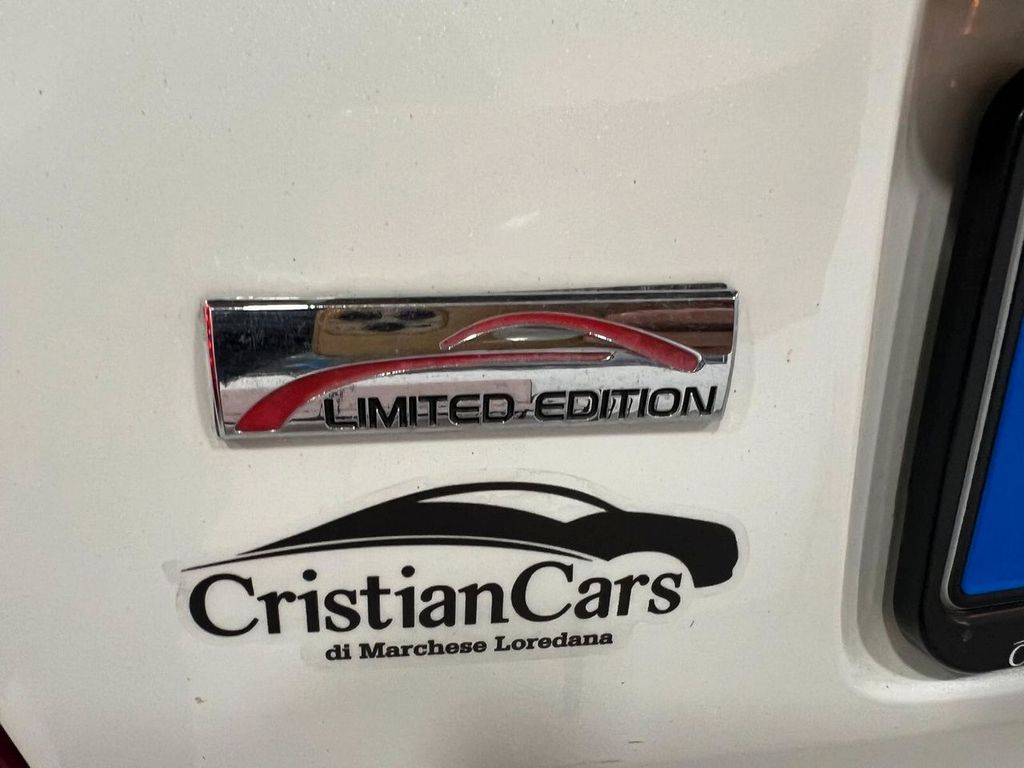 LIMITED EDITION
CristianCars
di Marchese Loredana